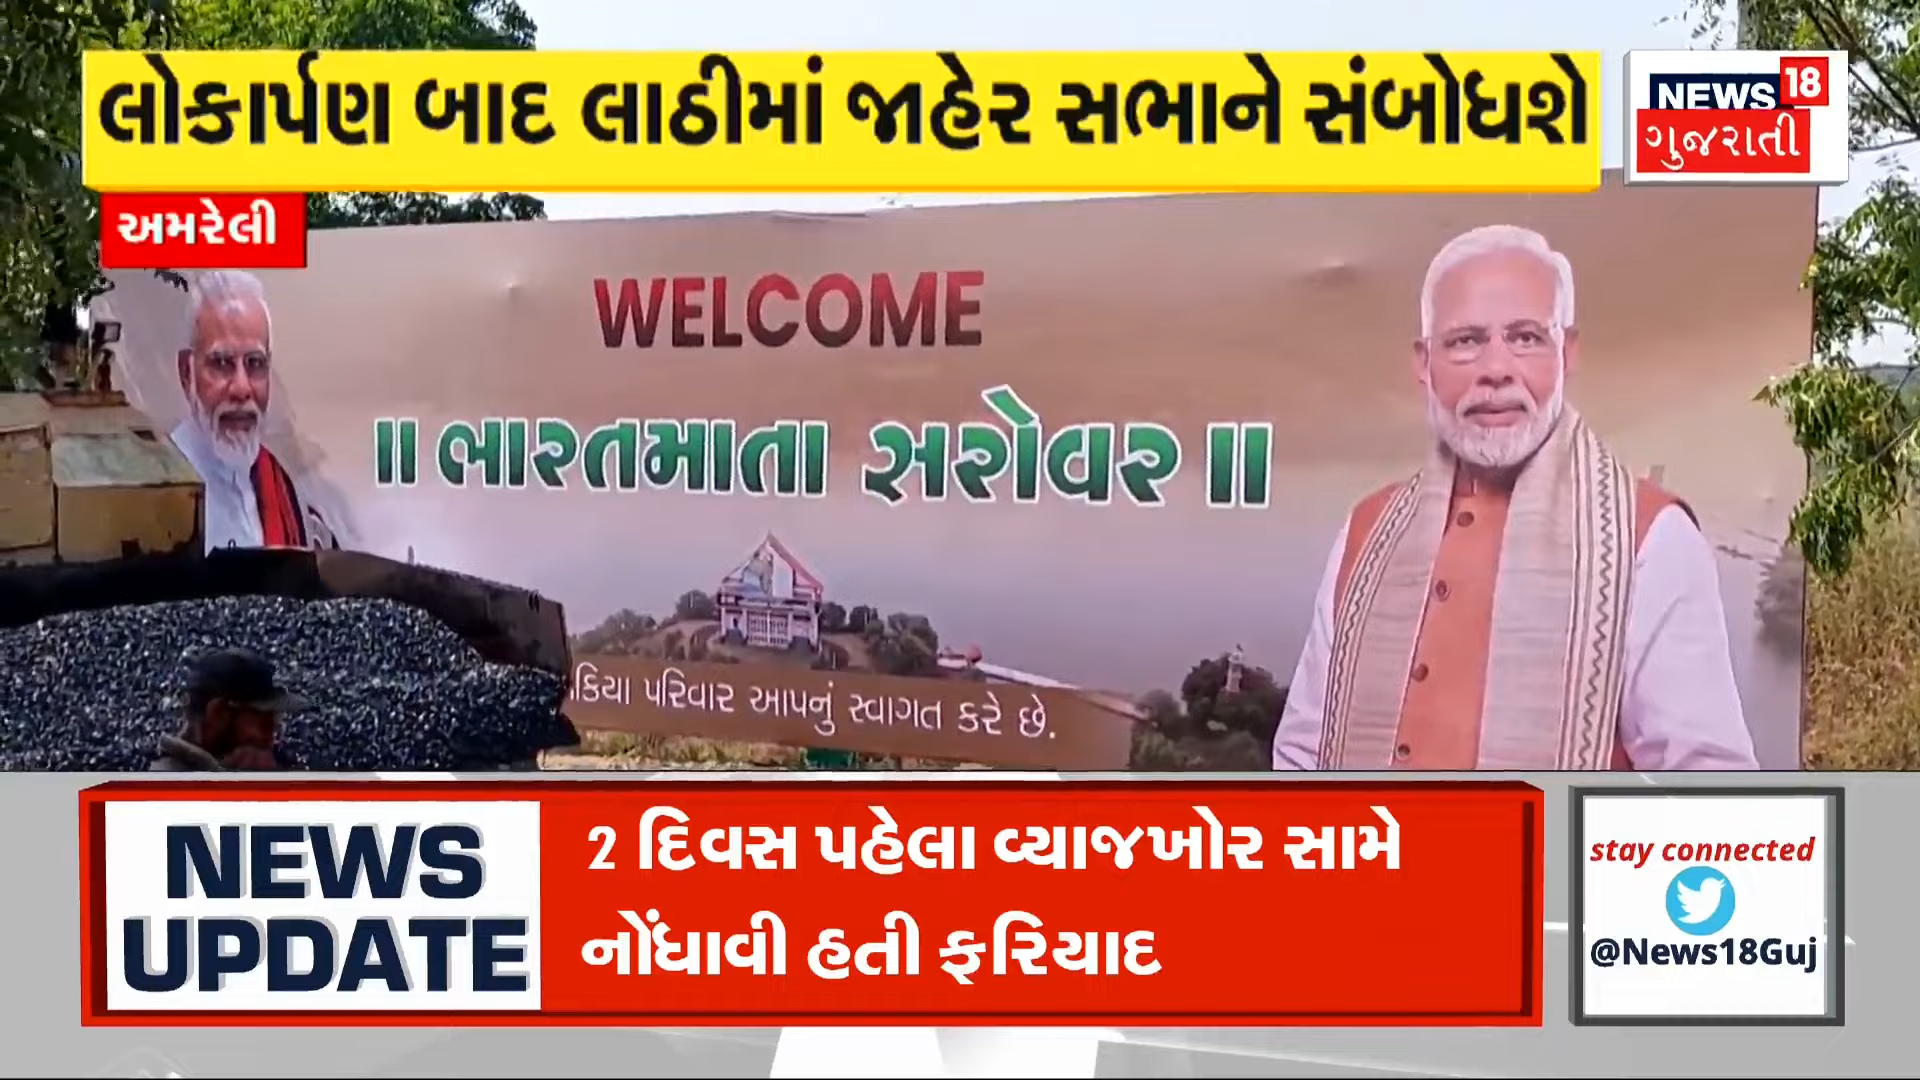 લોકાર્પણ બાદ લાઠીમાં જાહેર સભાને સંબોધશે
NEWS 18
ગુજરાતી
અમરેલી
WELCOME
॥ ભારતમાતા સરોવર ॥
પરિવાર આપનું સ્વાગત કરે છે.
NEWS UPDATE
2 દિવસ પહેલા વ્યાજખોર સામે
નોંધાવી હતી ફરિયાદ
stay connected
@News18Guj